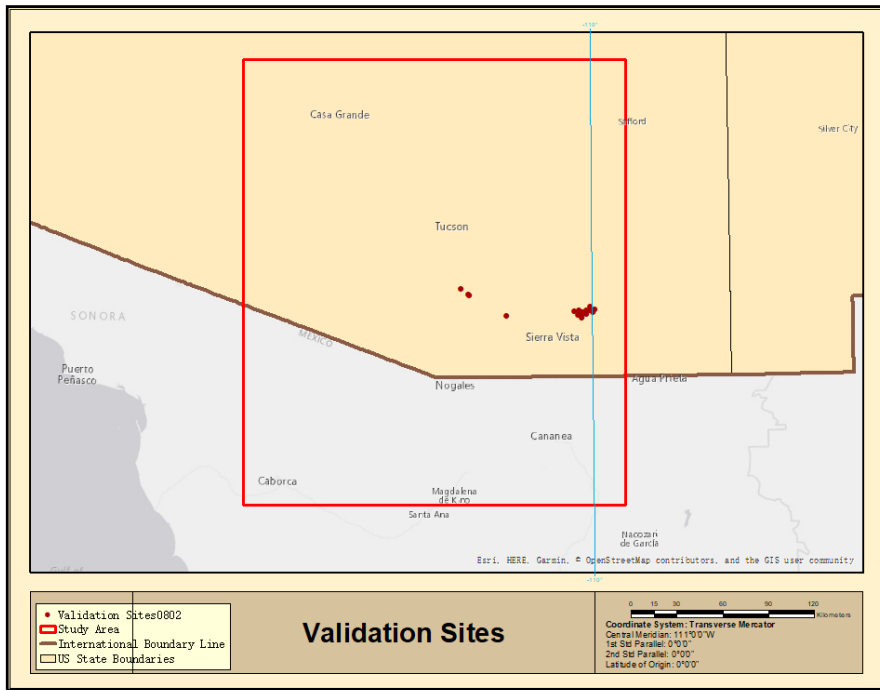 -110°
Casa Grande
Safford
Silver City
Tucson
SONORA
MEXICO
Sierra Vista
Puerto
Peñasco
Nogales
Agua Prieta
Cananea
Caborca
Magdalena
de Kino
Santa Ana
Nacozari
de García
Gulf of
Esri, HERE, Garmin, © OpenStreetMap contributors, and the GIS user community
-110°
Validation Sites0802
Study Area
International Boundary Line
US State Boundaries
Validation Sites
0 15 30 60 90 120
Kilometers
Coordinate System: Transverse Mercator
Central Meridian: 111°0'0"W
1st Std Parallel: 0°0'0"
2nd Std Parallel: 0°0'0"
Latitude of Origin: 0°0'0"